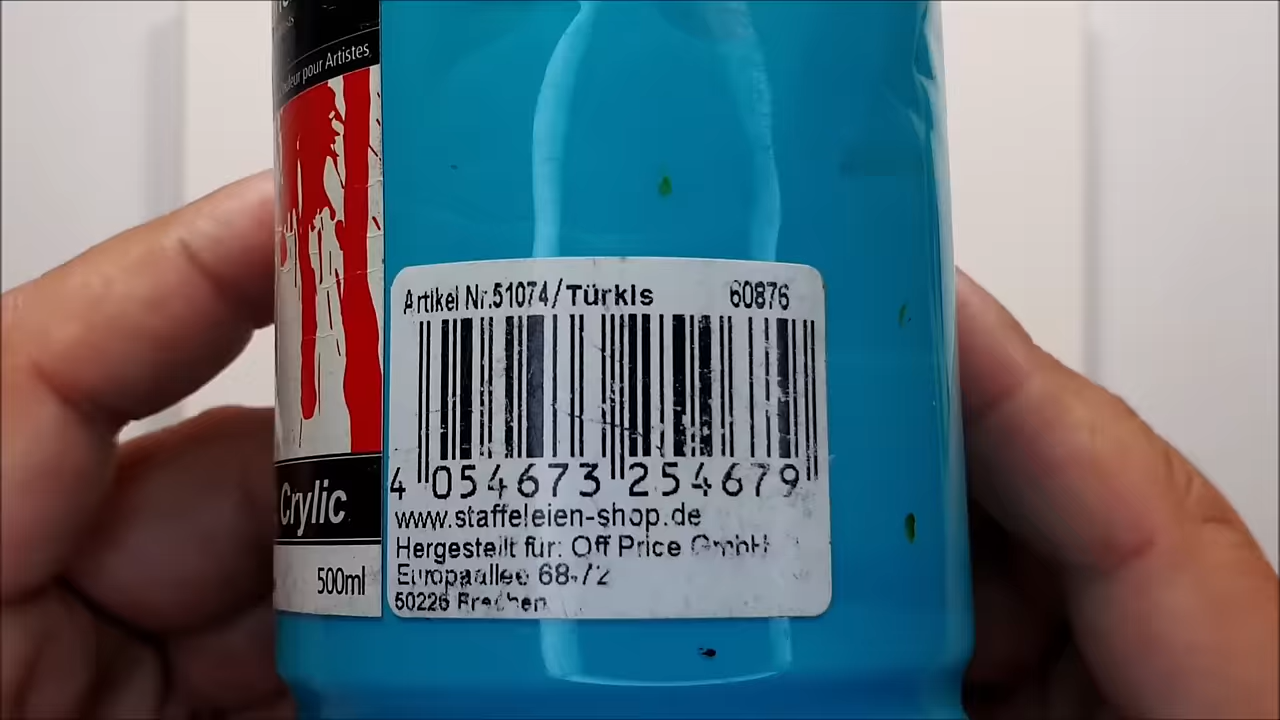 pour Artistes
Crylic
500ml
Artikel Nr.51074/Türkis 60876
4 054673 254679
www.staffeleien-shop.de
Hergestellt für: Off Price GmbH
Europaallee 68-72
50226 Frechen